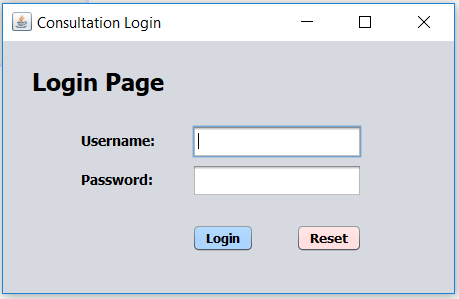 Consultation Login
Login Page
Username:
Password:
Login Reset